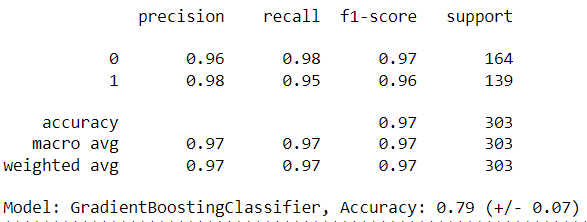 precision recall f1-score support
0 0.96 0.98 0.97 164
1 0.98 0.95 0.96 139
accuracy 0.97 303
macro avg 0.97 0.97 0.97 303
weighted avg 0.97 0.97 0.97 303
Model: GradientBoostingClassifier, Accuracy: 0.79 (+/- 0.07)